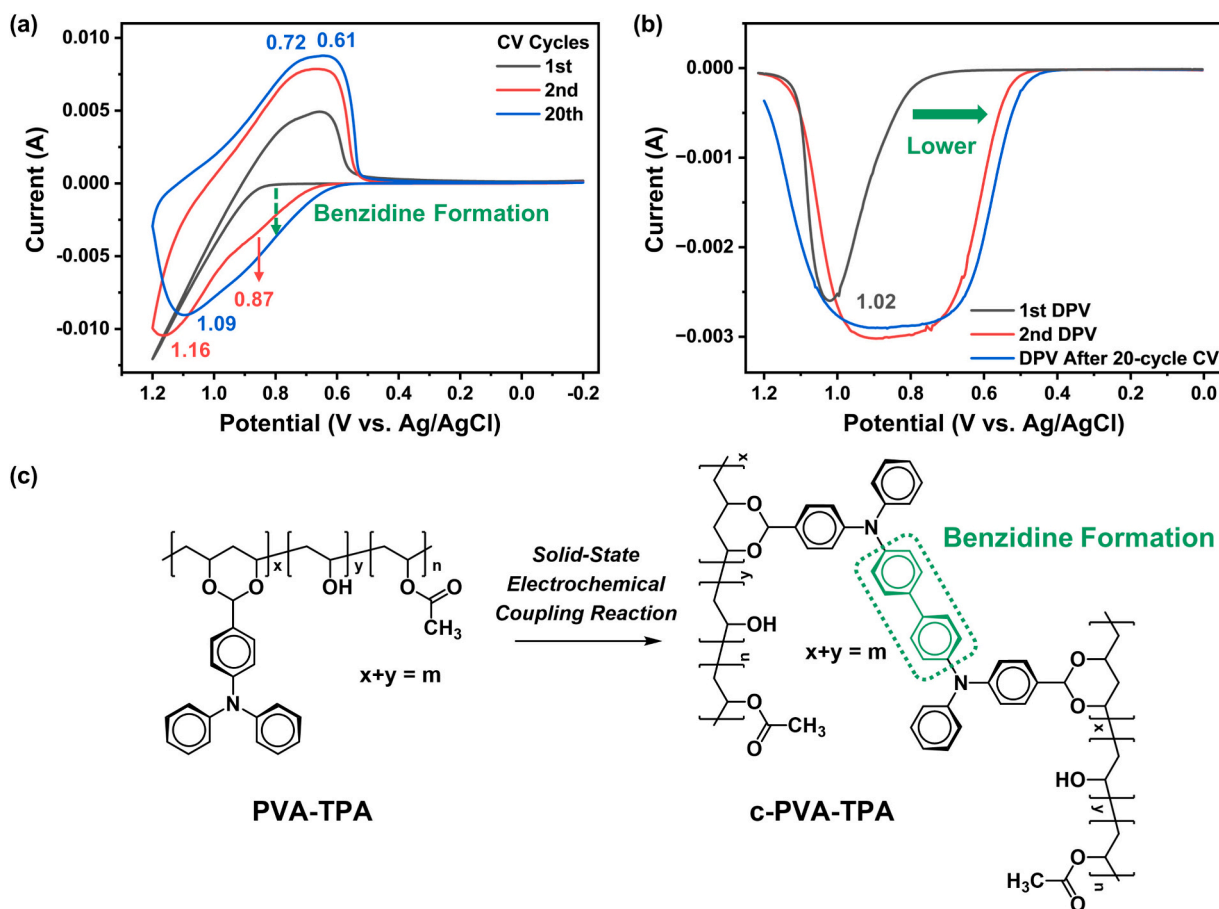 (a)
0.010
0.005
0.000
−0.005
−0.010
Current (A)
0.72
0.61
CV Cycles
1st
2nd
20th
Benzidine Formation
0.87
1.09
1.16
1.2
1.0
0.8
0.6
0.4
0.2
0.0
-0.2
Potential (V vs. Ag/AgCl)
(b)
0.000
−0.001
−0.002
−0.003
Current (A)
Lower
1.02
1st DPV
2nd DPV
DPV After 20-cycle CV
1.2
1.0
0.8
0.6
0.4
0.2
0.0
Potential (V vs. Ag/AgCl)
(c)
x
y
n
O
O
OH
O
O
CH₃
N
x+y = m
PVA-TPA
Solid-State
Electrochemical
Coupling Reaction
x
O
O
N
y
OH
n
x+y = m
O
O
CH₃
Benzidine Formation
N
O
O
x
HO
y
O
O
H₃C
n
c-PVA-TPA